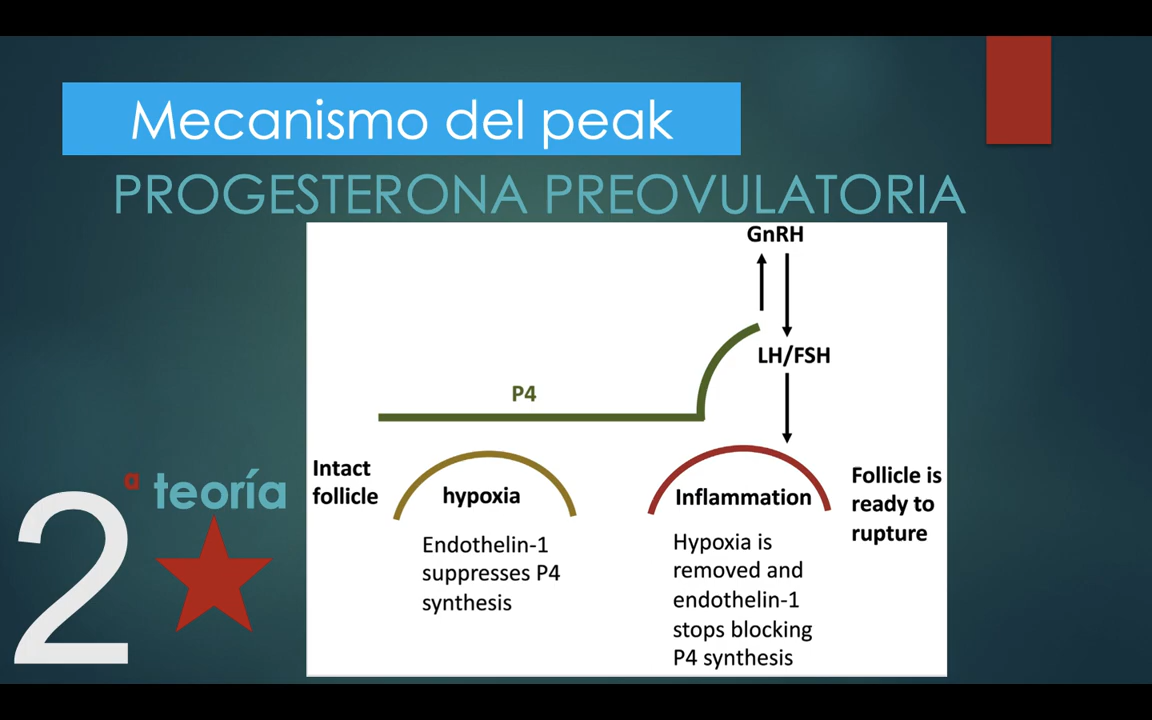 Mecanismo del peak
PROGESTERONA PREOVULATORIA
GnRH
LH/FSH
P4
Intact
follicle
hypoxia
Endothelin-1
suppresses P4
synthesis
Inflammation
Hypoxia is
removed and
endothelin-1
stops blocking
P4 synthesis
Follicle is
ready to
rupture
2ª teoría